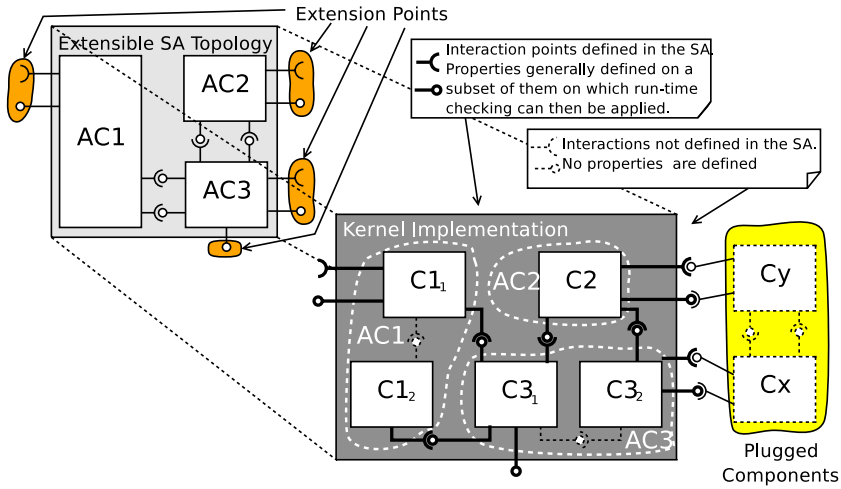 Extension Points
Extensible SA Topology
AC1
AC2
AC3
Interaction points defined in the SA.
Properties generally defined on a
subset of them on which run-time
checking can then be applied.
Interactions not defined in the SA.
No properties are defined
Kernel Implementation
C1₁
AC2
C2
AC1
C1₂
C3₁
C3₂
AC3
Cy
Cx
Plugged
Components